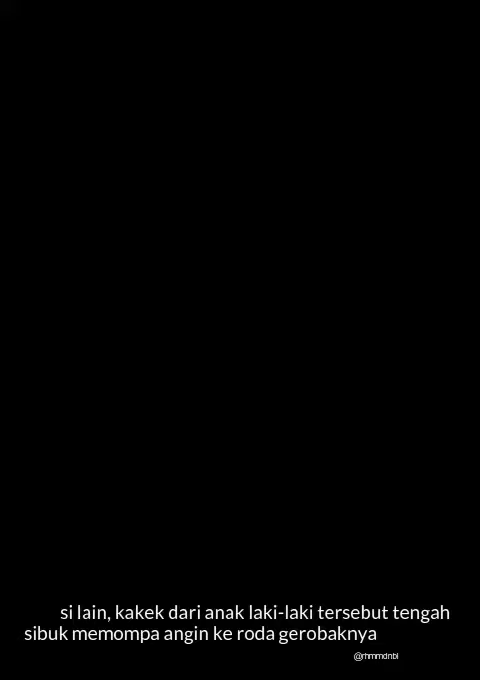 si lain, kakek dari anak laki-laki tersebut tengah
sibuk memompa angin ke roda gerobaknya
@rhmmdnbl